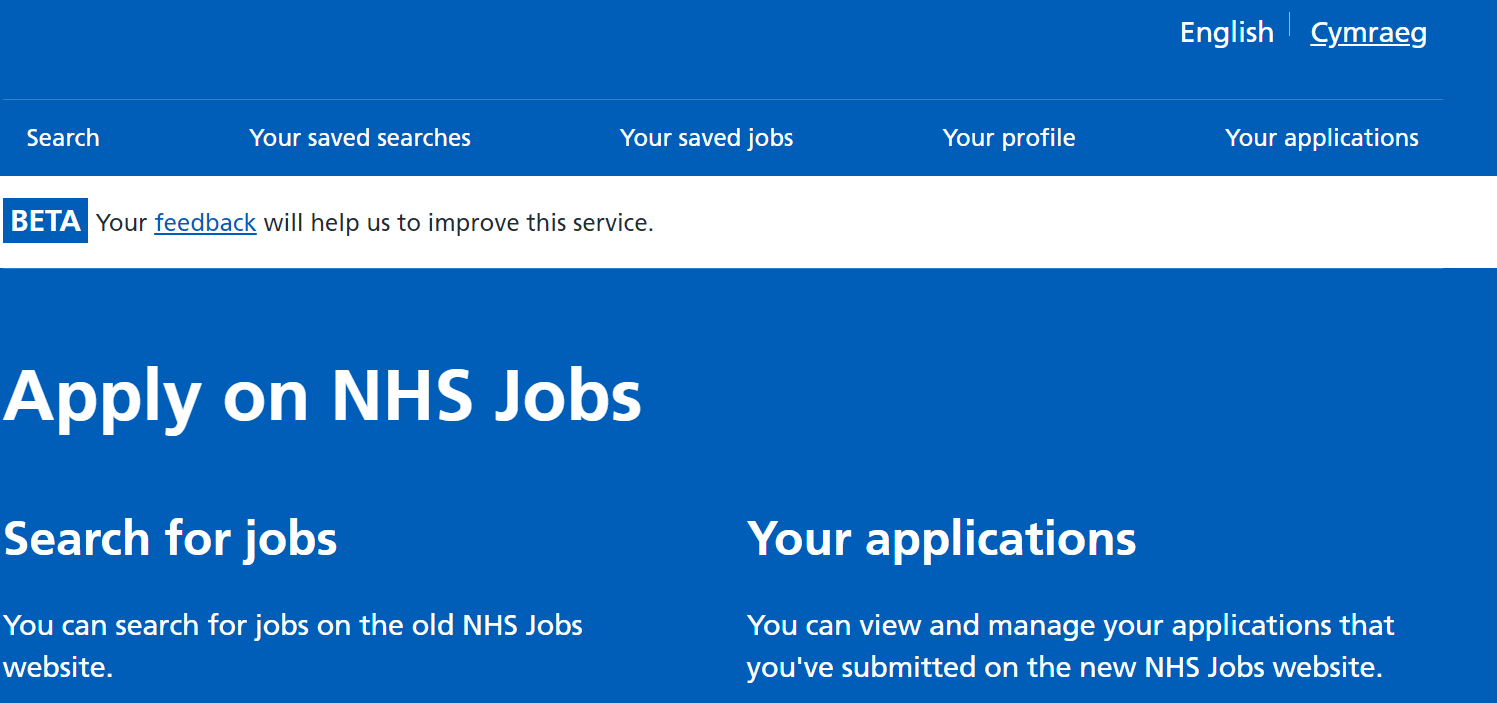 English Cymraeg
Search Your saved searches Your saved jobs Your profile Your applications
BETA Your feedback will help us to improve this service.
Apply on NHS Jobs
Search for jobs
You can search for jobs on the old NHS Jobs
website.
Your applications
You can view and manage your applications that
you've submitted on the new NHS Jobs website.